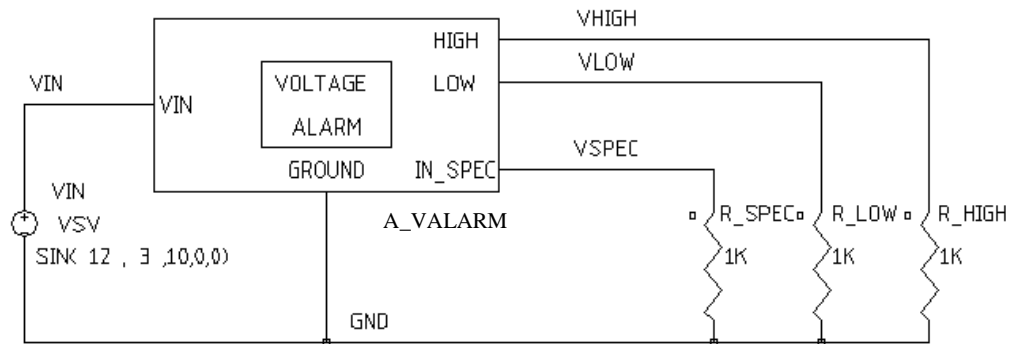 VHIGH
HIGH
VLOW
VIN
VOLTAGE
LOW
VIN
ALARM
VSPEC
GROUND
IN_SPEC
VIN
A_VALARM
R_SPEC
R_LOW
R_HIGH
VSV
SIN( 12 , 3 ,10,0,0)
1K
1K
1K
GND